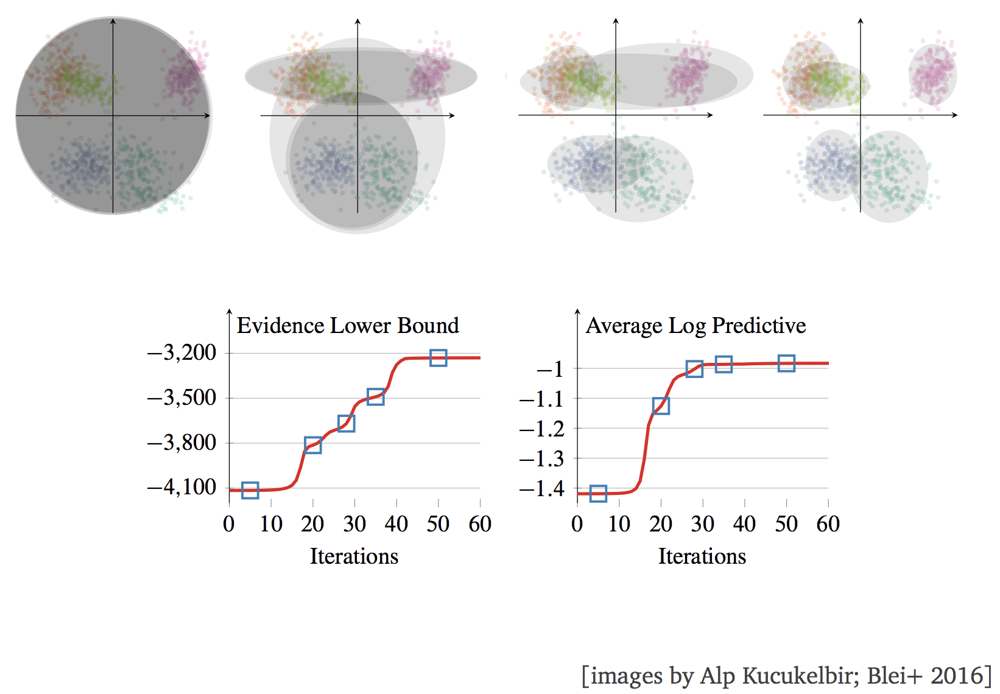 Evidence Lower Bound
−3,200
−3,500
−3,800
−4,100
0 10 20 30 40 50 60
Iterations
Average Log Predictive
−1
−1.1
−1.2
−1.3
−1.4
0 10 20 30 40 50 60
Iterations
[images by Alp Kucukelbir; Blei+ 2016]